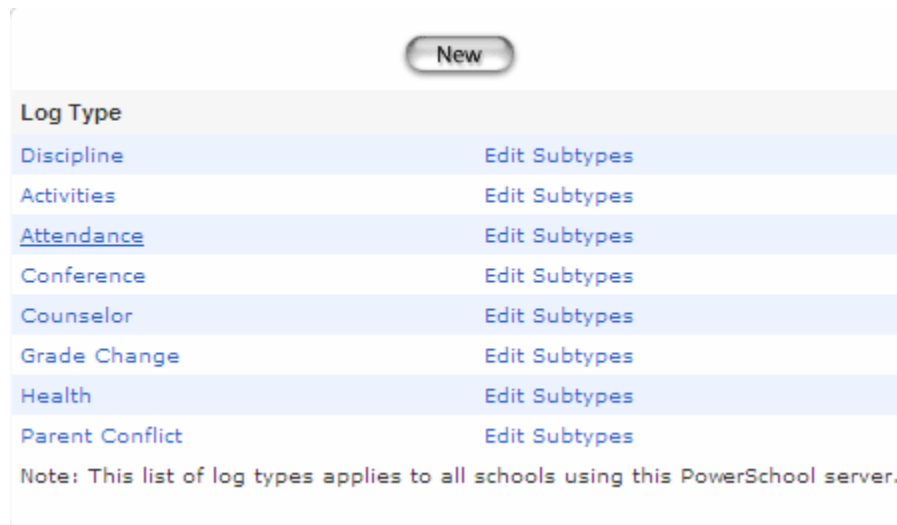 New
Log Type
Discipline Edit Subtypes
Activities Edit Subtypes
Attendance Edit Subtypes
Conference Edit Subtypes
Counselor Edit Subtypes
Grade Change Edit Subtypes
Health Edit Subtypes
Parent Conflict Edit Subtypes
Note: This list of log types applies to all schools using this PowerSchool server.